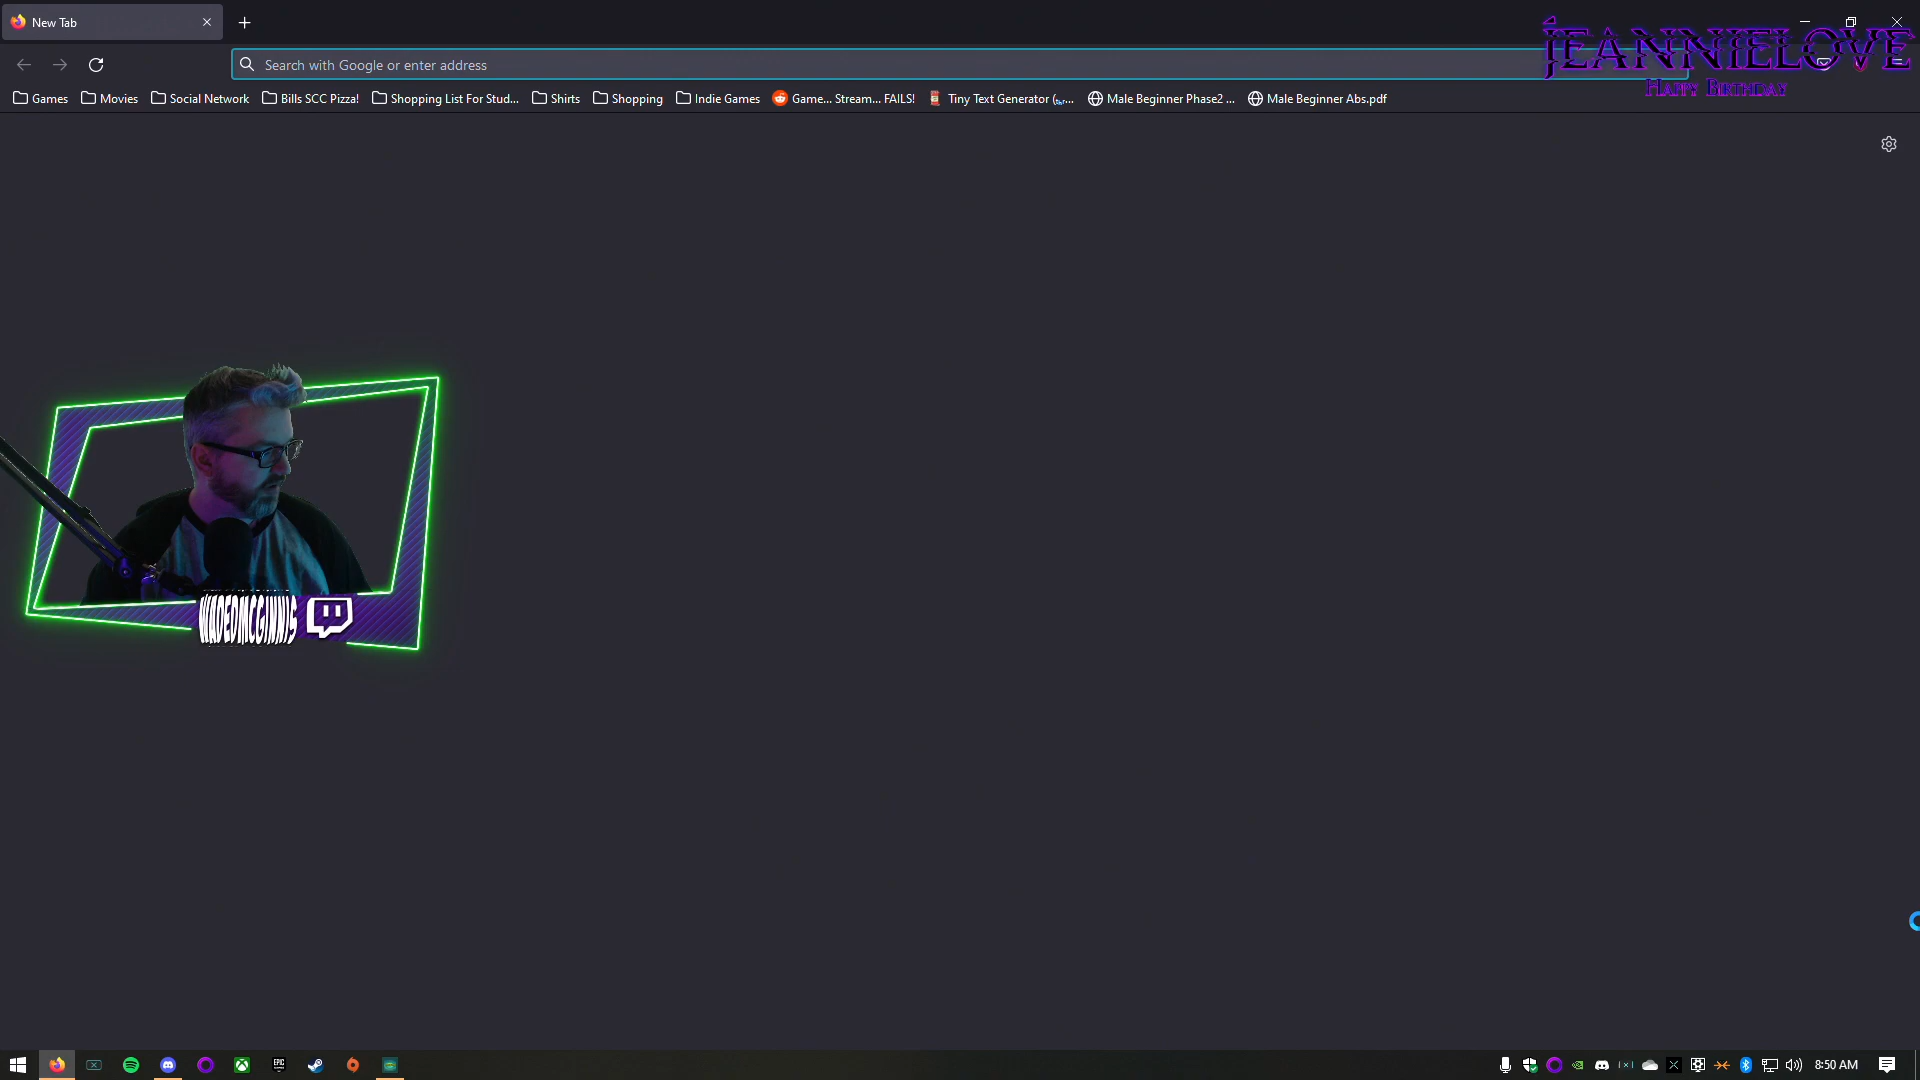 New Tab
JEANNIELOVE
Search with Google or enter address
Happy Birthday
Games
Movies
Social Network
Bills SCC Pizza!
Shopping List For Stud...
Shirts
Shopping
Indie Games
Game... Stream... FAILS!
Tiny Text Generator
Male Beginner Phase2 ...
Male Beginner Abs.pdf
WADEDMCGINNIS
EPIC
8:50 AM